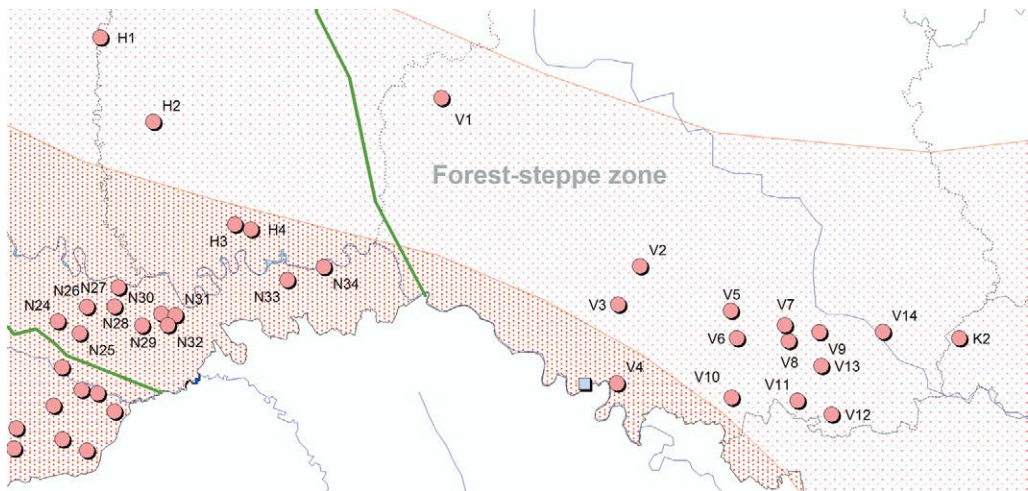 H1
H2
V1
Forest-steppe zone
H3
H4
V2
N34
N33
N26
N27
N30
N31
N24
N28
N25
N29
N32
V3
V5
V7
V14
V6
V8
V9
K2
V13
V4
V10
V11
V12